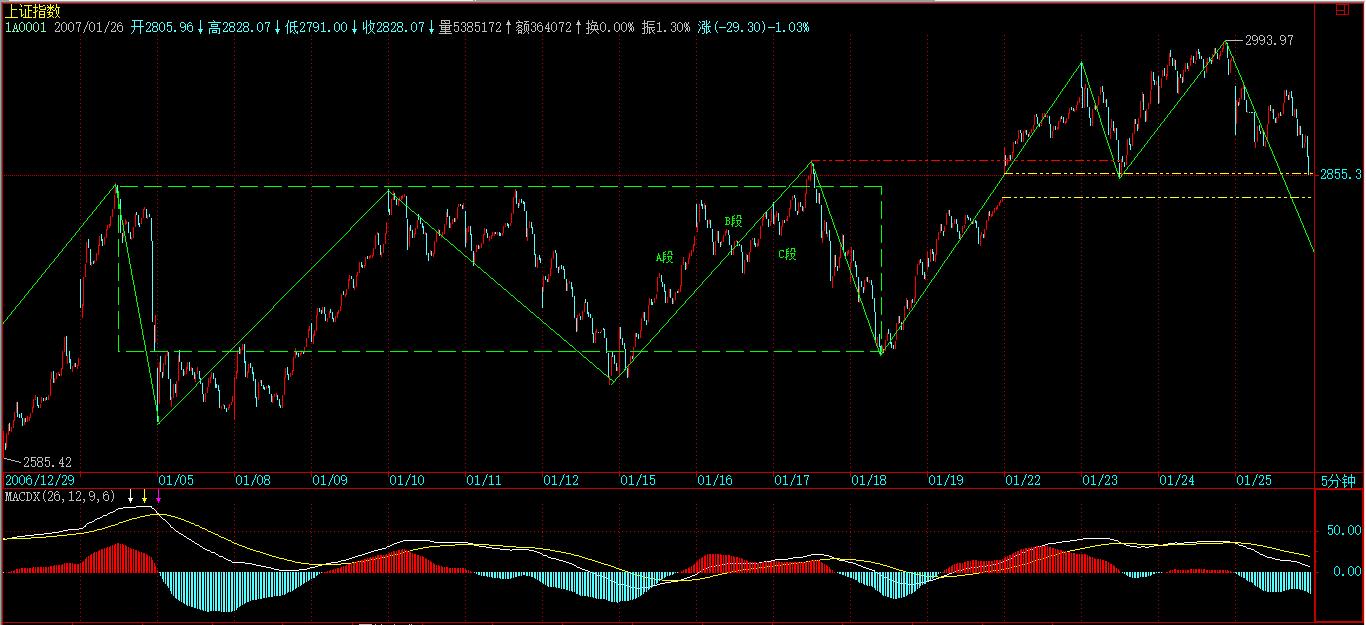 上证指数
1A0001 2007/01/26 开2805.96↓高2828.07↓低2791.00↓收2828.07↓量5385172↑额364072↑换0.00% 振1.30% 涨(-29.30)-1.03%
2993.97
2855.3
B段
A段
C段
2585.42
2006/12/29 01/05 01/08 01/09 01/10 01/11 01/12 01/15 01/16 01/17 01/18 01/19 01/22 01/23 01/24 01/25 5分钟
MACDX(26,12,9,6)
50.00
0.00